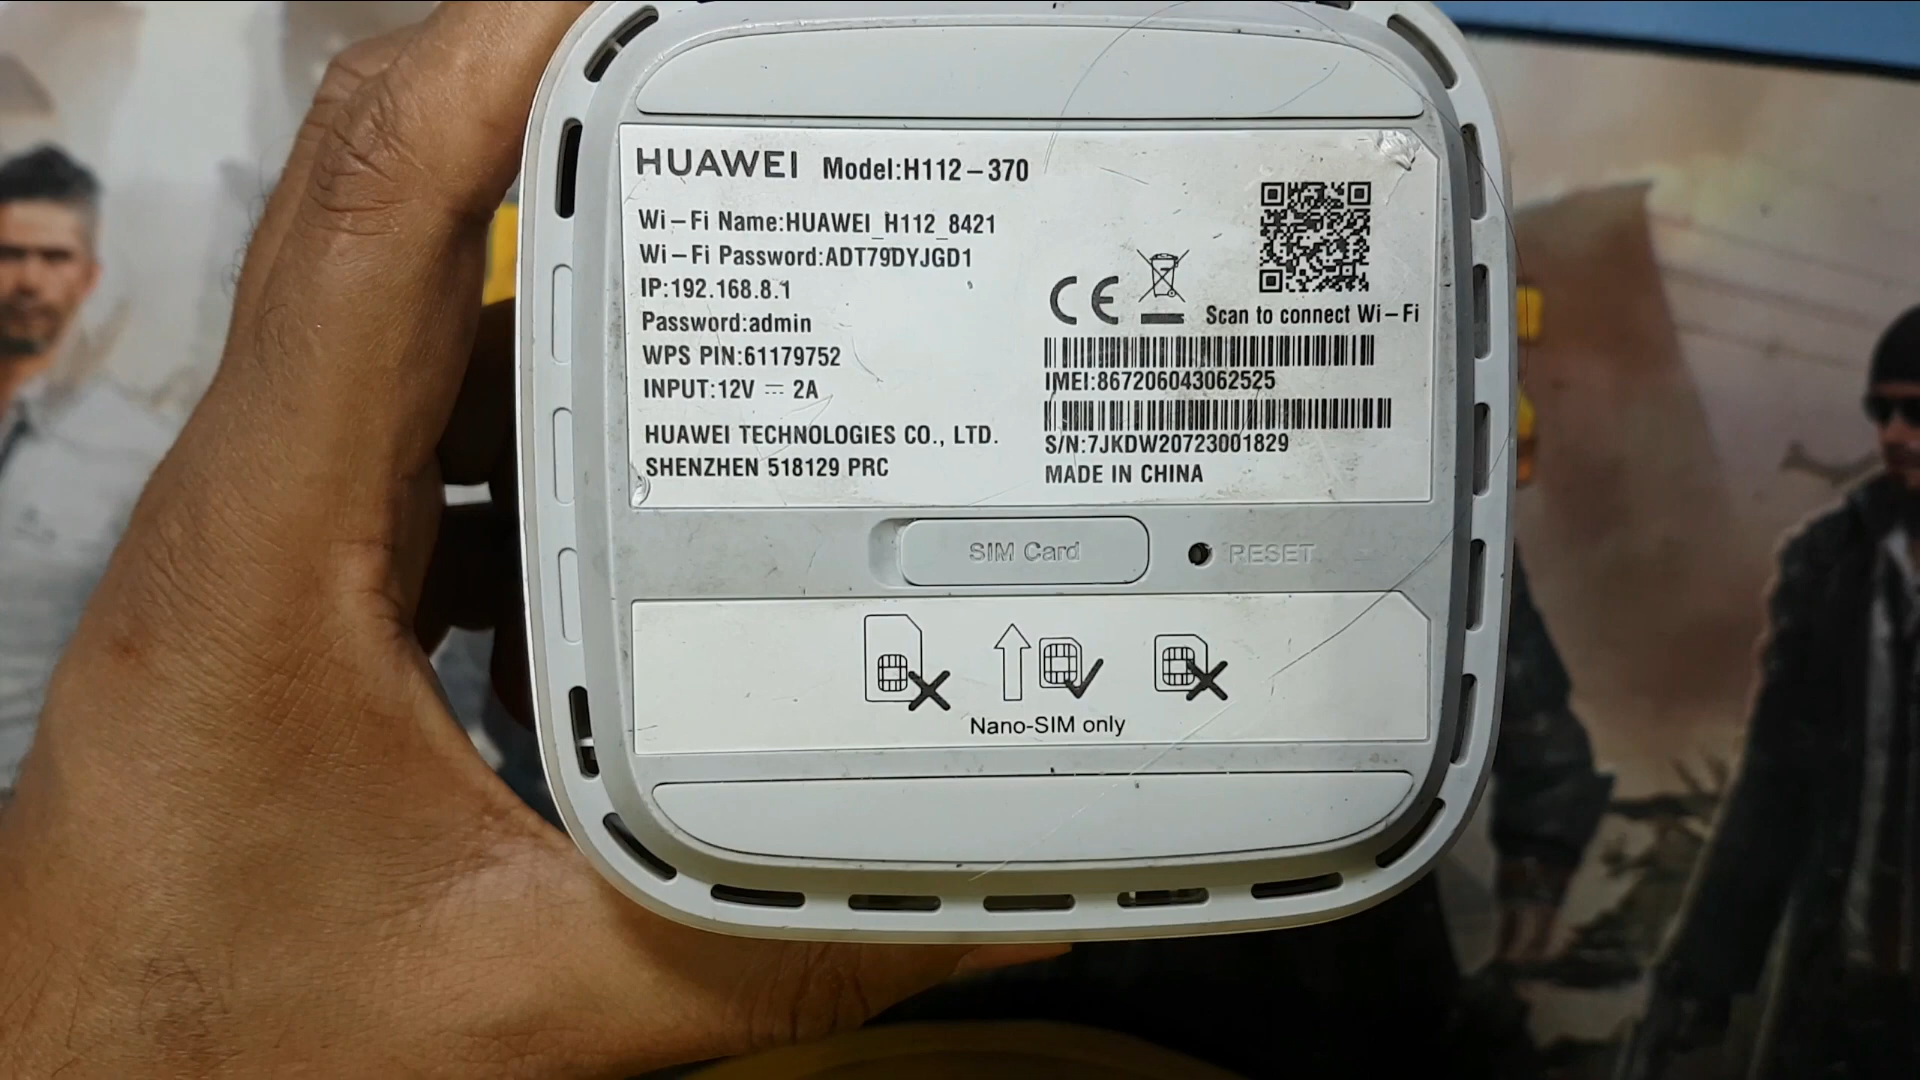 HUAWEI Model:H112-370
Wi-Fi Name:HUAWEI_H112_8421
Wi-Fi Password:ADT79DYJGD1
IP:192.168.8.1
Password:admin
WPS PIN:61179752
INPUT:12V ⎓ 2A
HUAWEI TECHNOLOGIES CO., LTD.
SHENZHEN 518129 PRC
CE
Scan to connect Wi-Fi
IMEI:867206043062525
S/N:7JKDW20723001829
MADE IN CHINA
SIM Card
RESET
Nano-SIM only